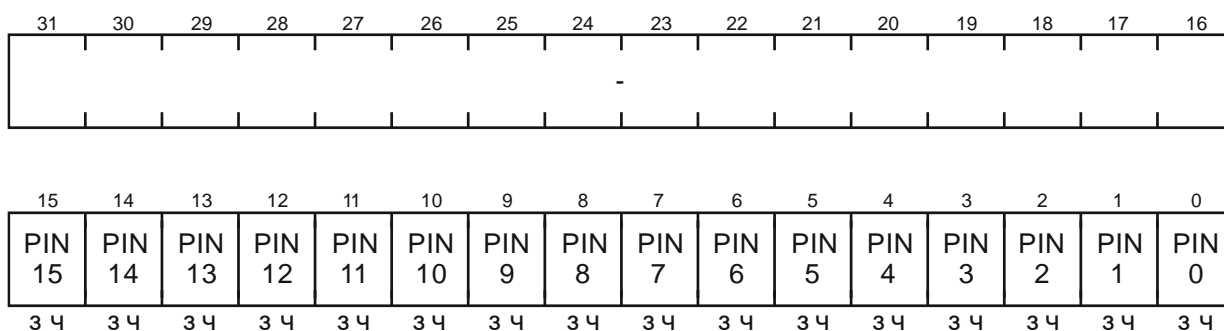 31 30 29 28 27 26 25 24 23 22 21 20 19 18 17 16
-
15 14 13 12 11 10 9 8 7 6 5 4 3 2 1 0
PIN PIN PIN PIN PIN PIN PIN PIN PIN PIN PIN PIN PIN PIN PIN PIN
15 14 13 12 11 10 9 8 7 6 5 4 3 2 1 0
З Ч З Ч З Ч З Ч З Ч З Ч З Ч З Ч З Ч З Ч З Ч З Ч З Ч З Ч З Ч З Ч